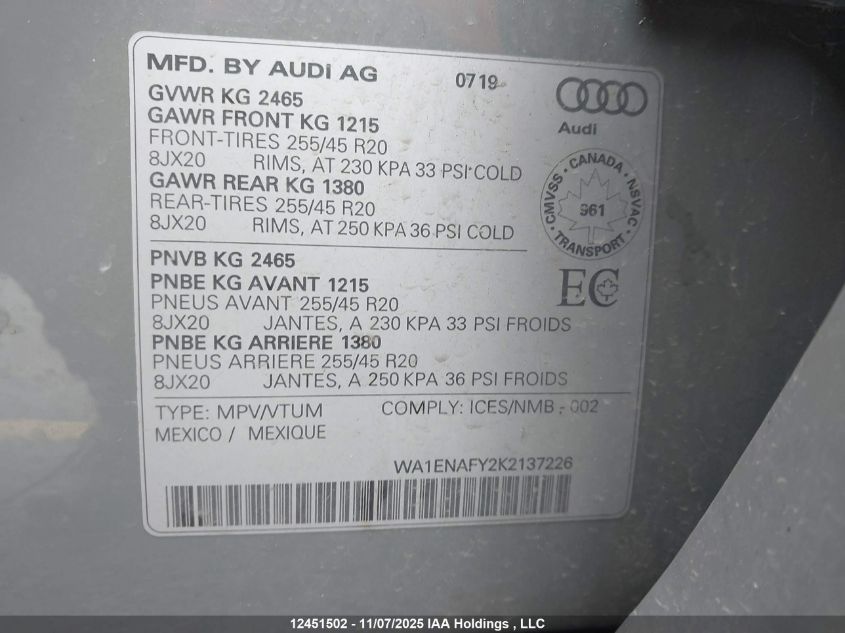 MFD. BY AUDI AG 0719
GVWR KG 2465
GAWR FRONT KG 1215
FRONT-TIRES 255/45 R20
8JX20 RIMS, AT 230 KPA 33 PSI COLD
GAWR REAR KG 1380
REAR-TIRES 255/45 R20
8JX20 RIMS, AT 250 KPA 36 PSI COLD
Audi
CMVSS · CANADA · NSVAC
961
TRANSPORT
PNVB KG 2465
PNBE KG AVANT 1215
PNEUS AVANT 255/45 R20
8JX20 JANTES, A 230 KPA 33 PSI FROIDS
PNBE KG ARRIERE 1380
PNEUS ARRIERE 255/45 R20
8JX20 JANTES, A 250 KPA 36 PSI FROIDS
EC
TYPE: MPV/VTUM COMPLY: ICES/NMB - 002
MEXICO / MEXIQUE
WA1ENAFY2K2137226
12451502 - 11/07/2025 IAA Holdings , LLC